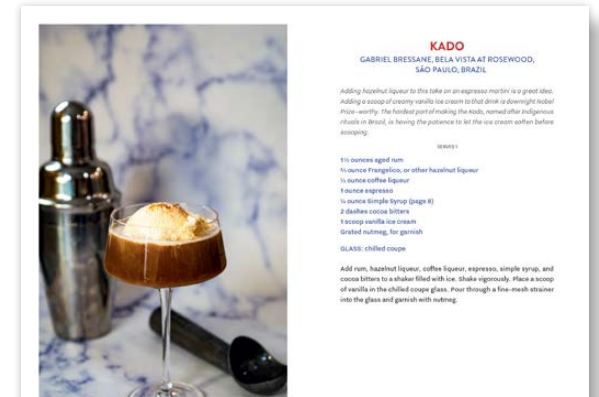 KADO
GABRIEL BRESSANE, BELA VISTA AT ROSEWOOD,
SÃO PAULO, BRAZIL
Adding hazelnut liqueur to this take on an espresso martini is a great idea.
Adding a scoop of creamy vanilla ice cream to that drink is downright Nobel
Prize–worthy. The hardest part of making the Kado, named after Indigenous
rituals in Brazil, is having the patience to let the ice cream soften before
scooping.
SERVES 1
1½ ounces aged rum
ounce Frangelico, or other hazelnut liqueur
ounce coffee liqueur
1 ounce espresso
ounce Simple Syrup (page 8)
2 dashes cocoa bitters
1 scoop vanilla ice cream
Grated nutmeg, for garnish
GLASS: chilled coupe
Add rum, hazelnut liqueur, coffee liqueur, espresso, simple syrup, and
cocoa bitters to a shaker filled with ice. Shake vigorously. Place a scoop
of vanilla in the chilled coupe glass. Pour through a fine-mesh strainer
into the glass and garnish with nutmeg.